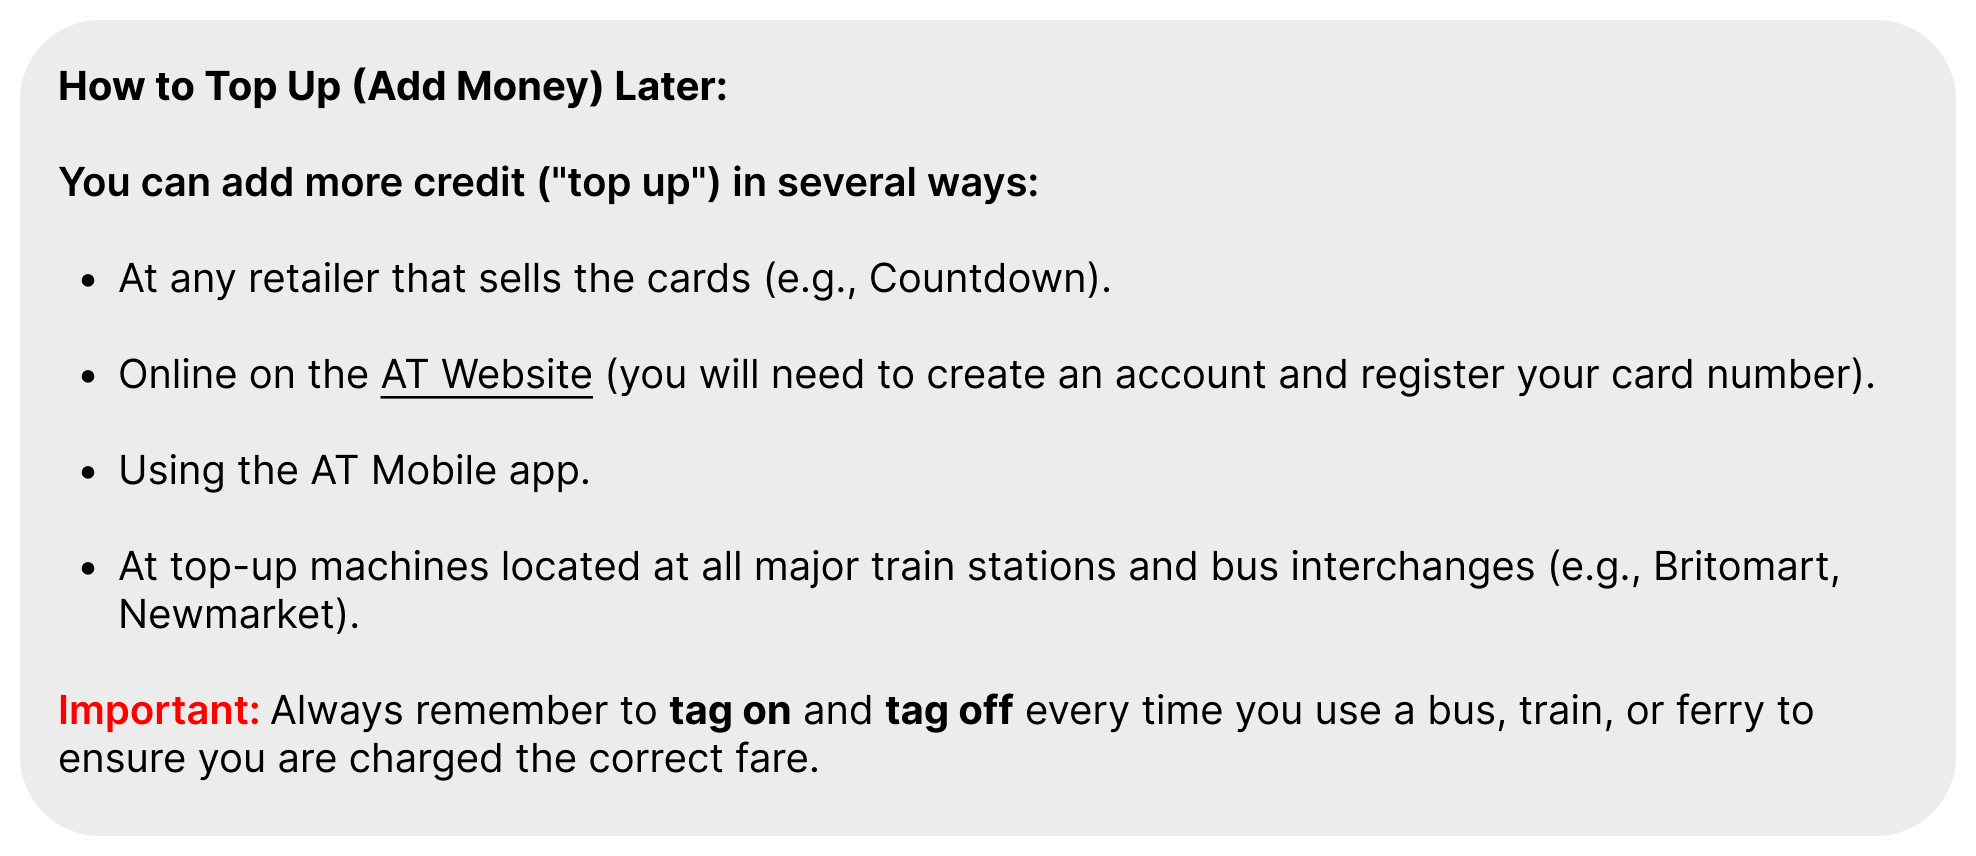 How to Top Up (Add Money) Later:
You can add more credit ("top up") in several ways:
• At any retailer that sells the cards (e.g., Countdown).
• Online on the AT Website (you will need to create an account and register your card number).
• Using the AT Mobile app.
• At top-up machines located at all major train stations and bus interchanges (e.g., Britomart,
Newmarket).
Important: Always remember to tag on and tag off every time you use a bus, train, or ferry to
ensure you are charged the correct fare.